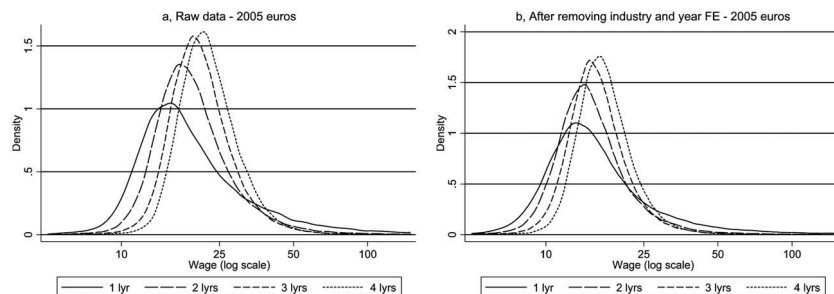 a, Raw data - 2005 euros
Density
1.5
1
.5
0
10 25 50 100
Wage (log scale)
1 lyr 2 lyrs 3 lyrs 4 lyrs
b, After removing industry and year FE - 2005 euros
Density
2
1.5
1
.5
0
10 25 50 100
Wage (log scale)
1 lyr 2 lyrs 3 lyrs 4 lyrs